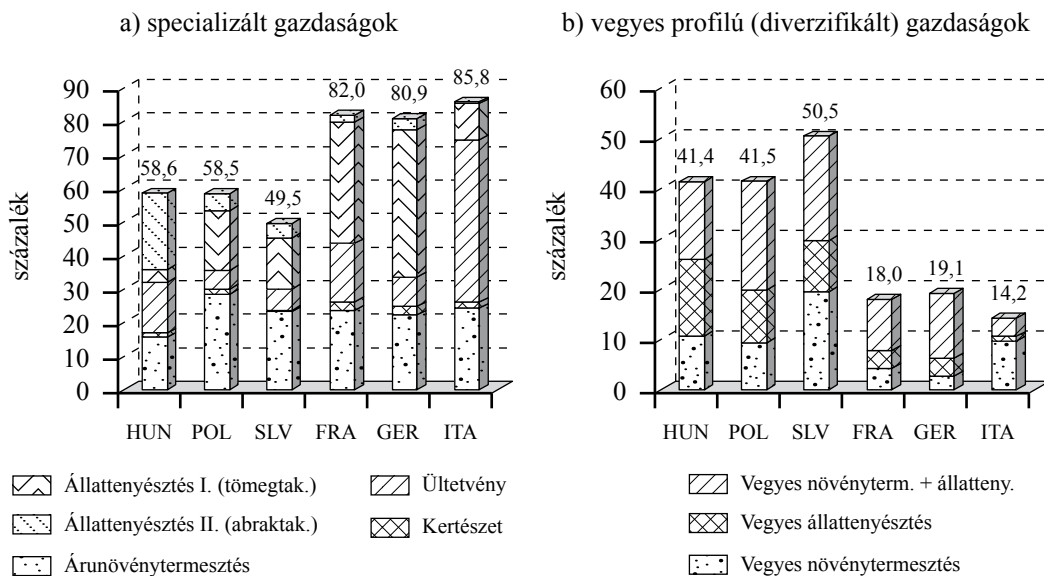 a) specializált gazdaságok
százalék
90
80
70
60
50
40
30
20
10
0
58,6
58,5
49,5
82,0
80,9
85,8
HUN POL SLV FRA GER ITA
Állattenyésztés I. (tömegtak.)
Ültetvény
Állattenyésztés II. (abraktak.)
Kertészet
Árunövénytermesztés
b) vegyes profilú (diverzifikált) gazdaságok
százalék
60
50
40
30
20
10
0
41,4
41,5
50,5
18,0
19,1
14,2
HUN POL SLV FRA GER ITA
Vegyes növényterm. + állatteny.
Vegyes állattenyésztés
Vegyes növénytermesztés